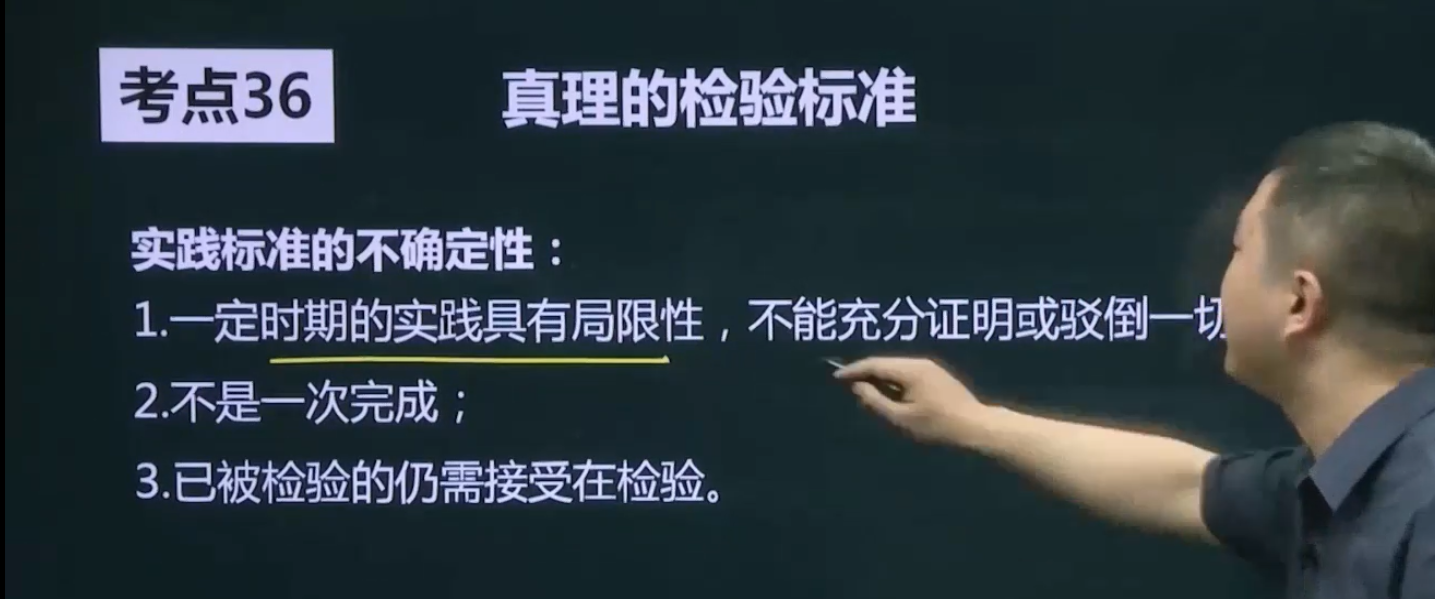 考点36
真理的检验标准
实践标准的不确定性：
1.一定时期的实践具有局限性，不能充分证明或驳倒一切
2.不是一次完成；
3.已被检验的仍需接受在检验。